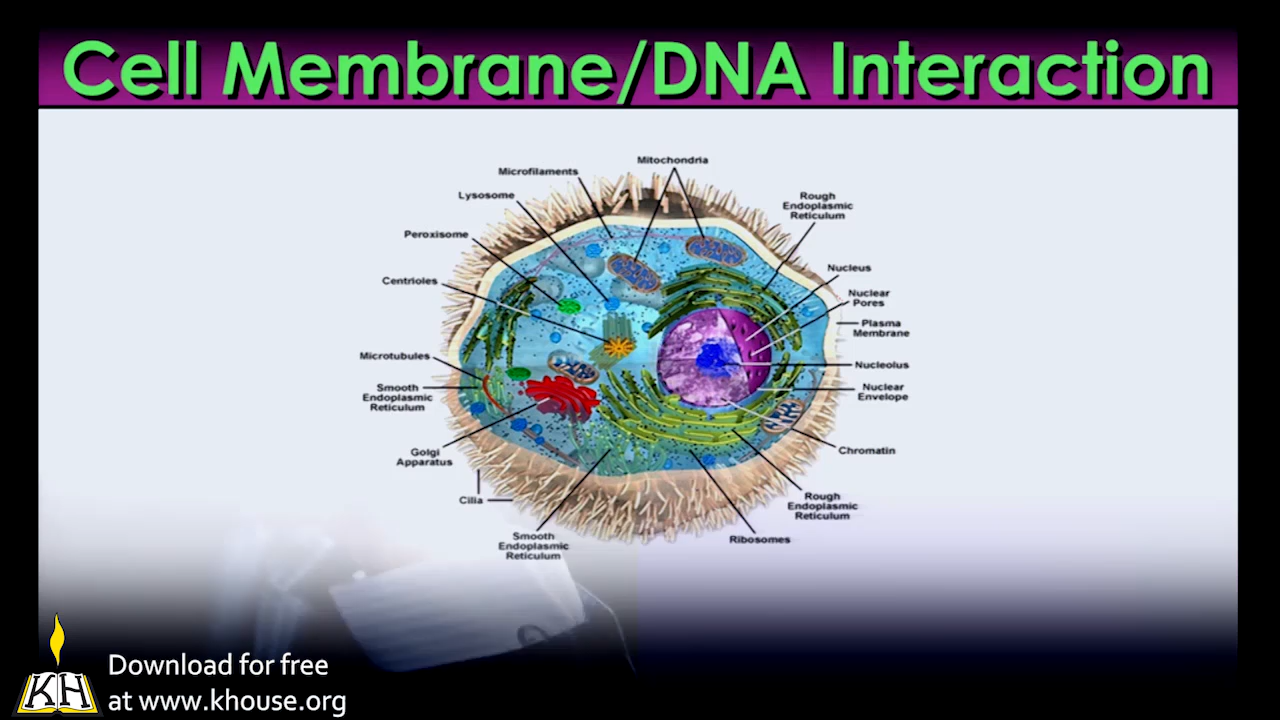 Cell Membrane/DNA Interaction
Mitochondria
Microfilaments
Lysosome
Rough
Endoplasmic
Reticulum
Peroxisome
Nucleus
Centrioles
Nuclear
Pores
Plasma
Membrane
Microtubules
Nucleolus
Smooth
Endoplasmic
Reticulum
Nuclear
Envelope
Golgi
Apparatus
Chromatin
Cilia
Rough
Endoplasmic
Reticulum
Smooth
Endoplasmic
Reticulum
Ribosomes
KH
Download for free
at www.khouse.org